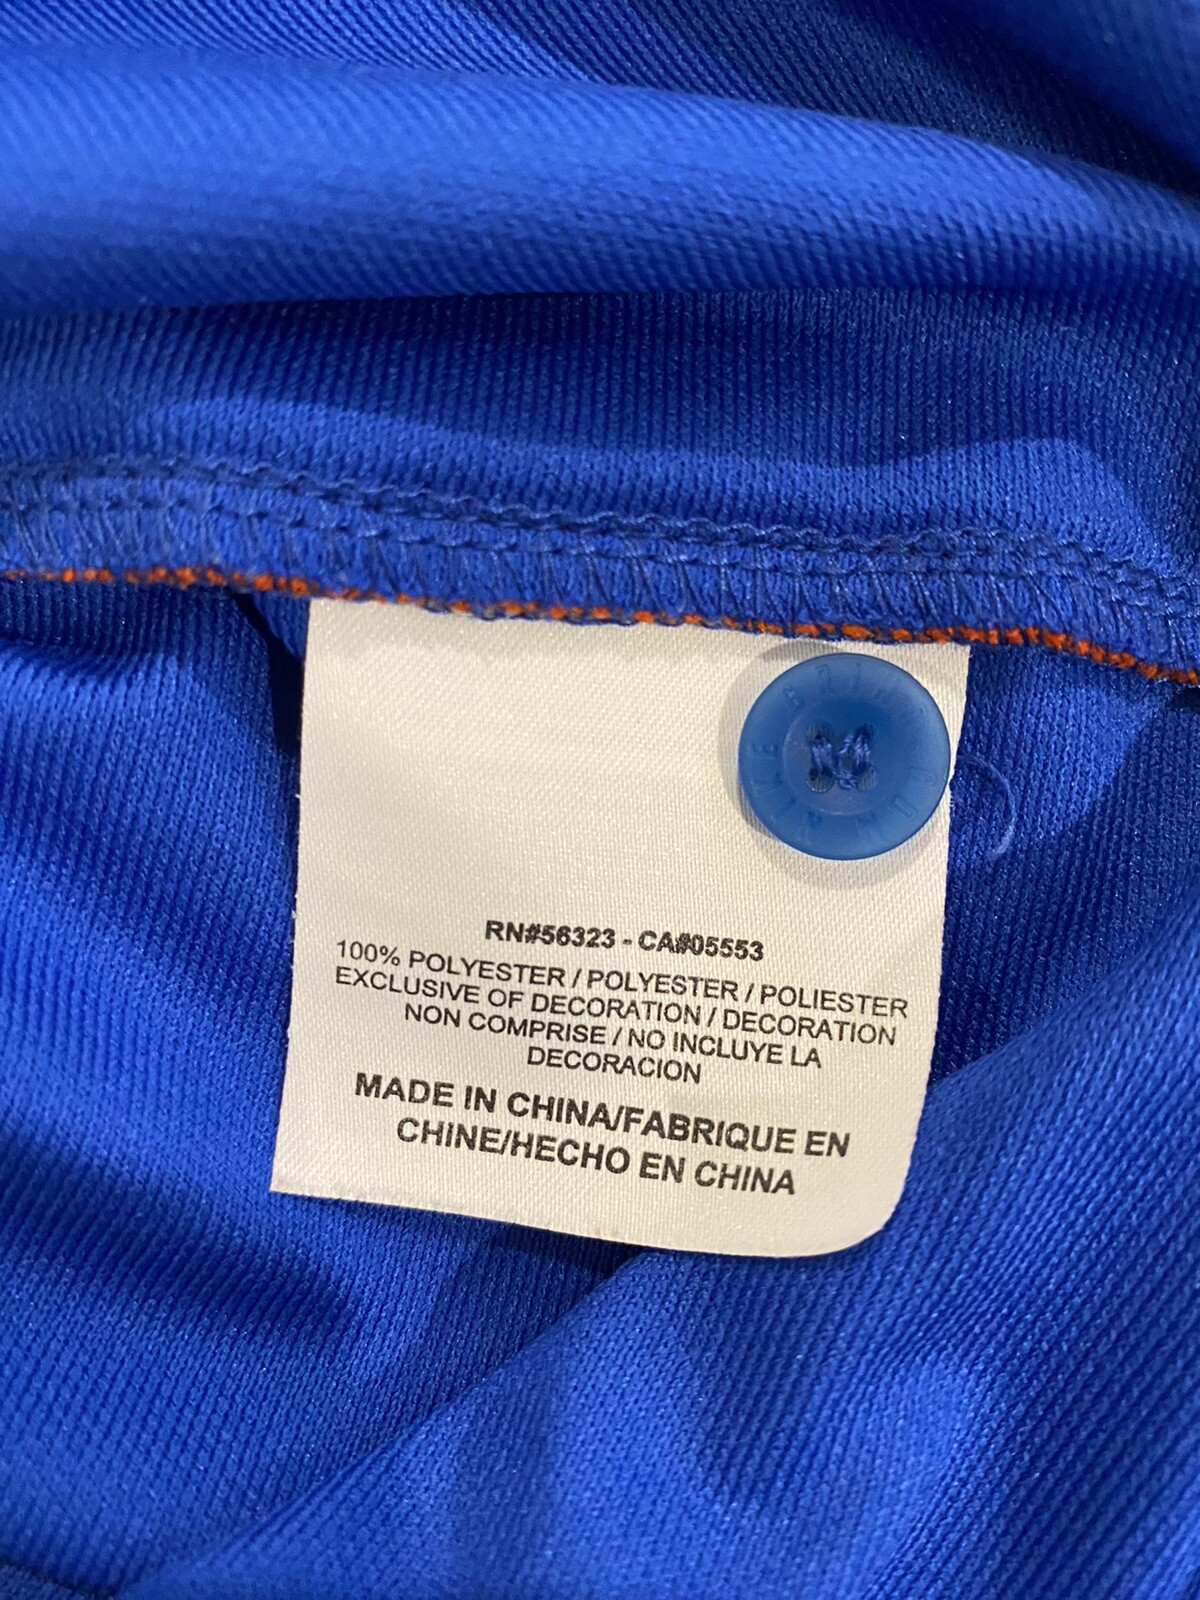 RN#56323 - CA#05553
100% POLYESTER / POLYESTER / POLIESTER
EXCLUSIVE OF DECORATION / DECORATION
NON COMPRISE / NO INCLUYE LA
DECORACION
MADE IN CHINA/FABRIQUE EN
CHINE/HECHO EN CHINA